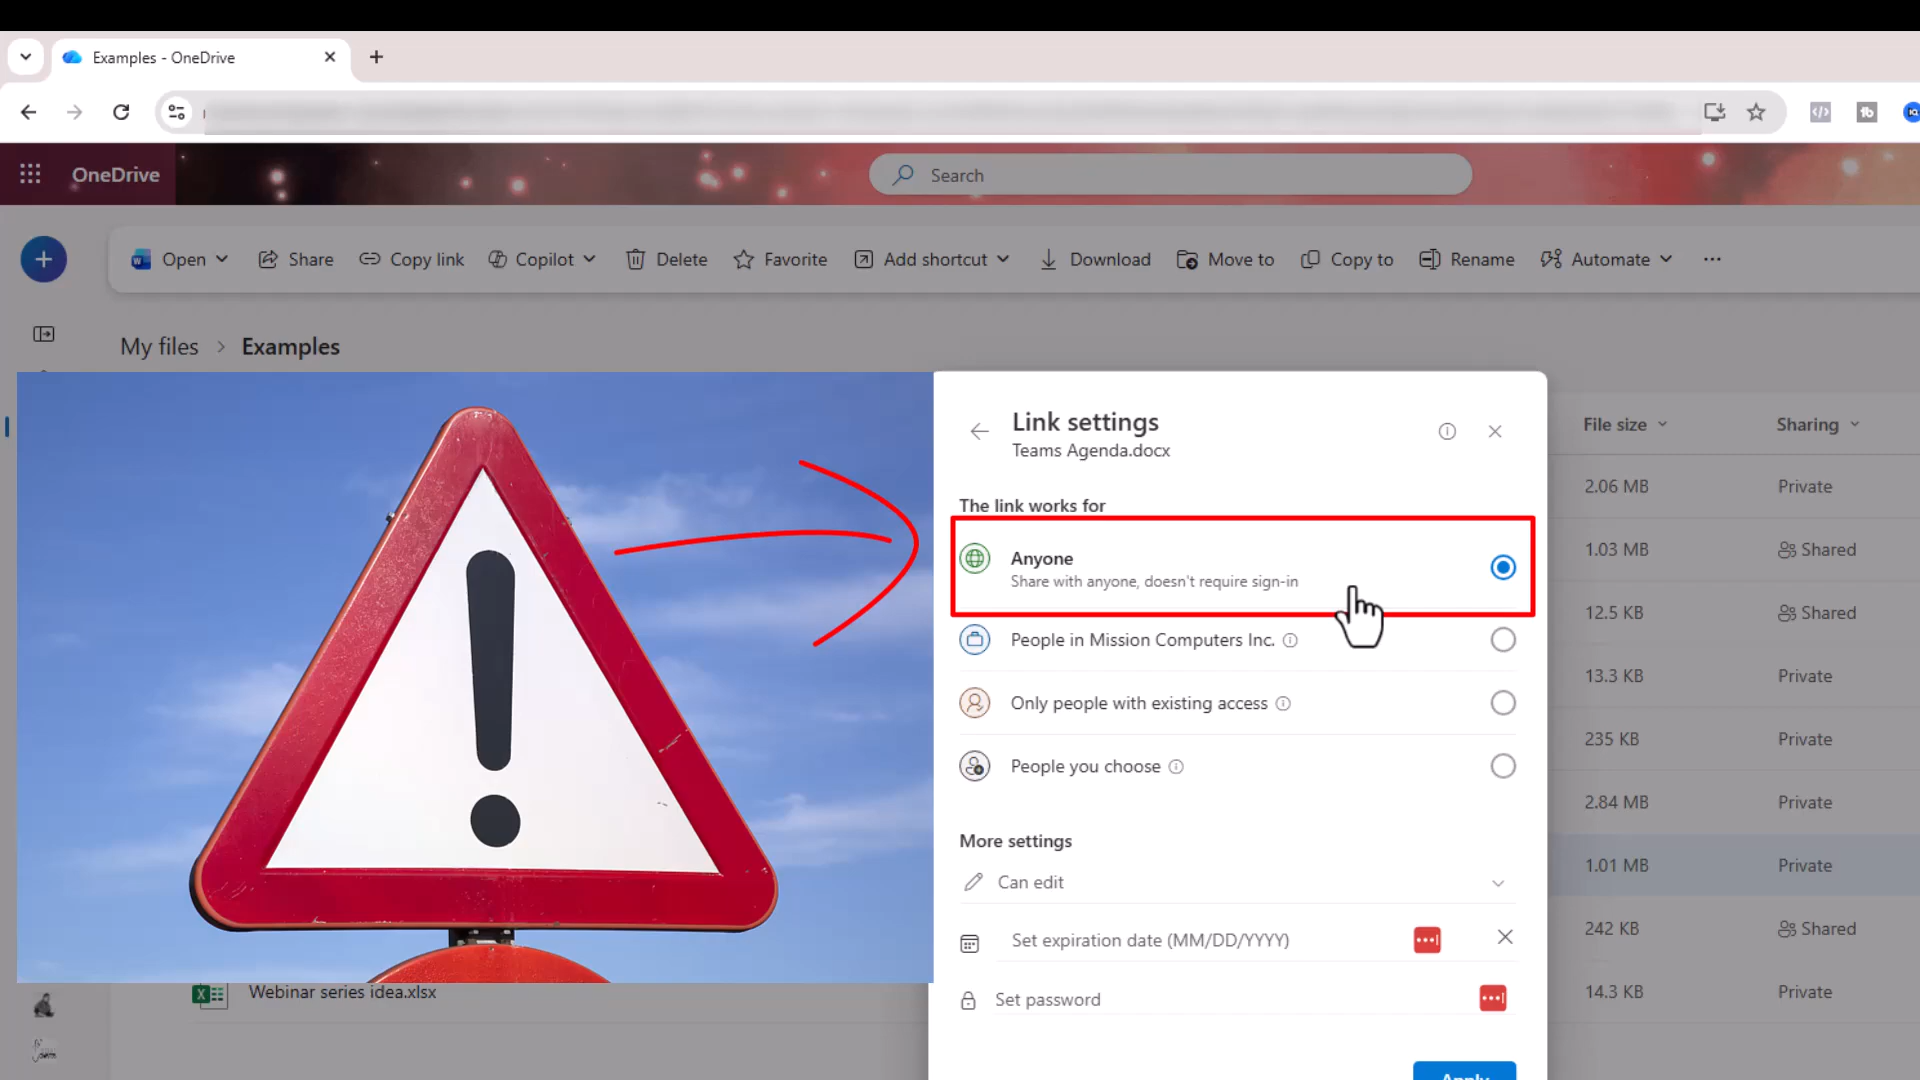 Examples - OneDrive
OneDrive
Search
Open
Share
Copy link
Copilot
Delete
Favorite
Add shortcut
Download
Move to
Copy to
Rename
Automate
My files > Examples
Link settings
Teams Agenda.docx
The link works for
Anyone
Share with anyone, doesn't require sign-in
People in Mission Computers Inc.
Only people with existing access
People you choose
More settings
Can edit
Set expiration date (MM/DD/YYYY)
Set password
Apply
File size
Sharing
2.06 MB Private
1.03 MB Shared
12.5 KB Shared
13.3 KB Private
235 KB Private
2.84 MB Private
1.01 MB Private
242 KB Shared
Webinar series idea.xlsx
14.3 KB Private